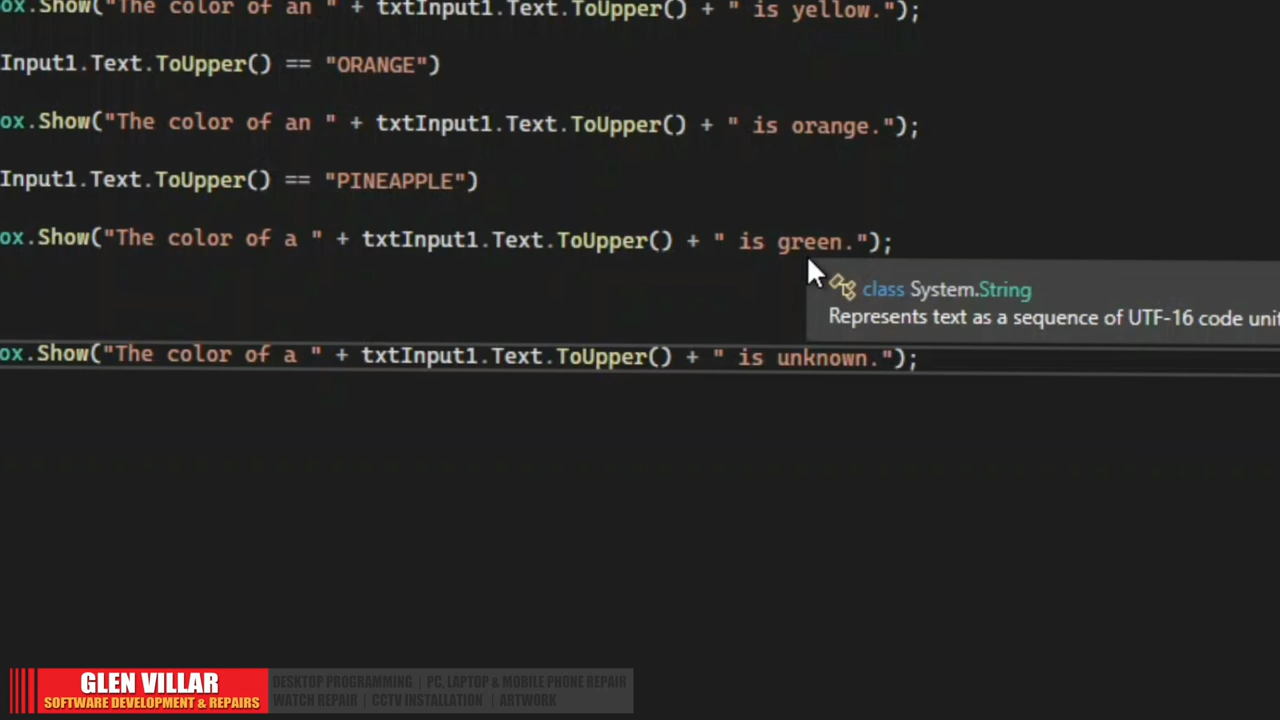 ox.Show("The color of an " + txtInput1.Text.ToUpper() + " is yellow.");
Input1.Text.ToUpper() == "ORANGE")
ox.Show("The color of an " + txtInput1.Text.ToUpper() + " is orange.");
Input1.Text.ToUpper() == "PINEAPPLE")
ox.Show("The color of a " + txtInput1.Text.ToUpper() + " is green.");
class System.String
Represents text as a sequence of UTF-16 code unit
ox.Show("The color of a " + txtInput1.Text.ToUpper() + " is unknown.");
GLEN VILLAR
SOFTWARE DEVELOPMENT & REPAIRS
DESKTOP PROGRAMMING | PC, LAPTOP & MOBILE PHONE REPAIR
WATCH REPAIR | CCTV INSTALLATION | ARTWORK